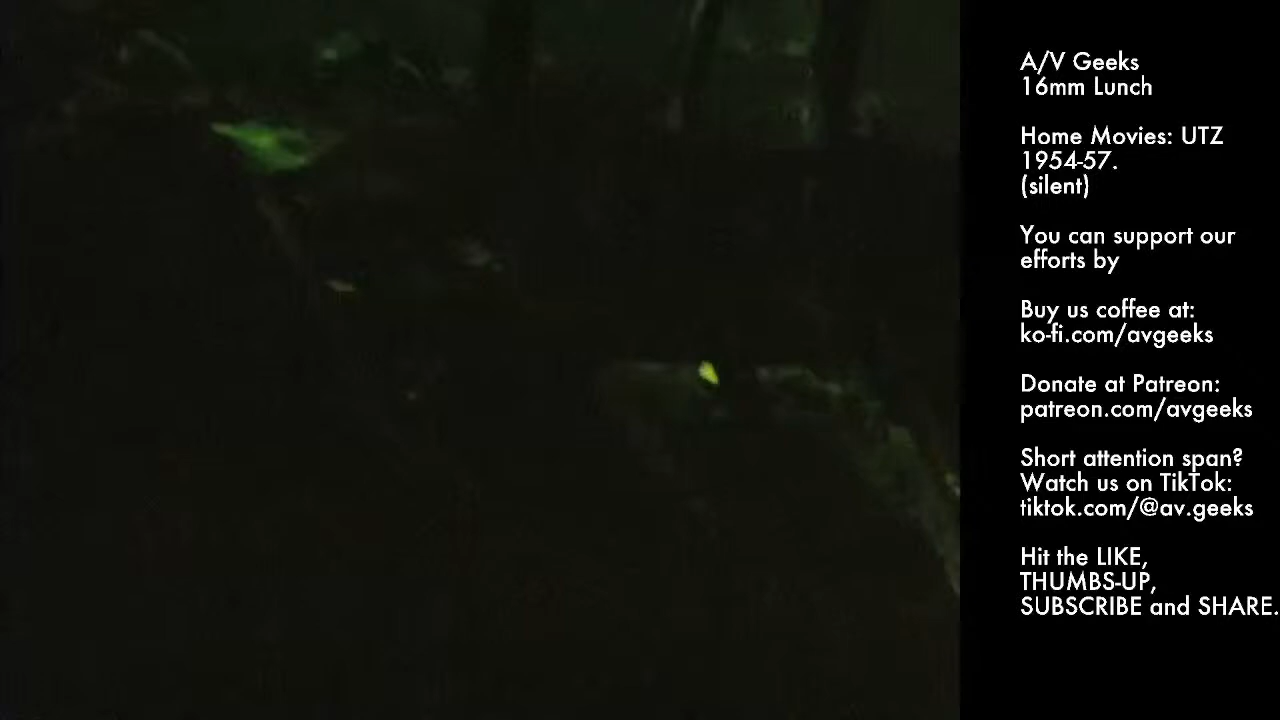 A/V Geeks
16mm Lunch
Home Movies: UTZ
1954-57.
(silent)
You can support our
efforts by
Buy us coffee at:
ko-fi.com/avgeeks
Donate at Patreon:
patreon.com/avgeeks
Short attention span?
Watch us on TikTok:
tiktok.com/@av.geeks
Hit the LIKE,
THUMBS-UP,
SUBSCRIBE and SHARE.